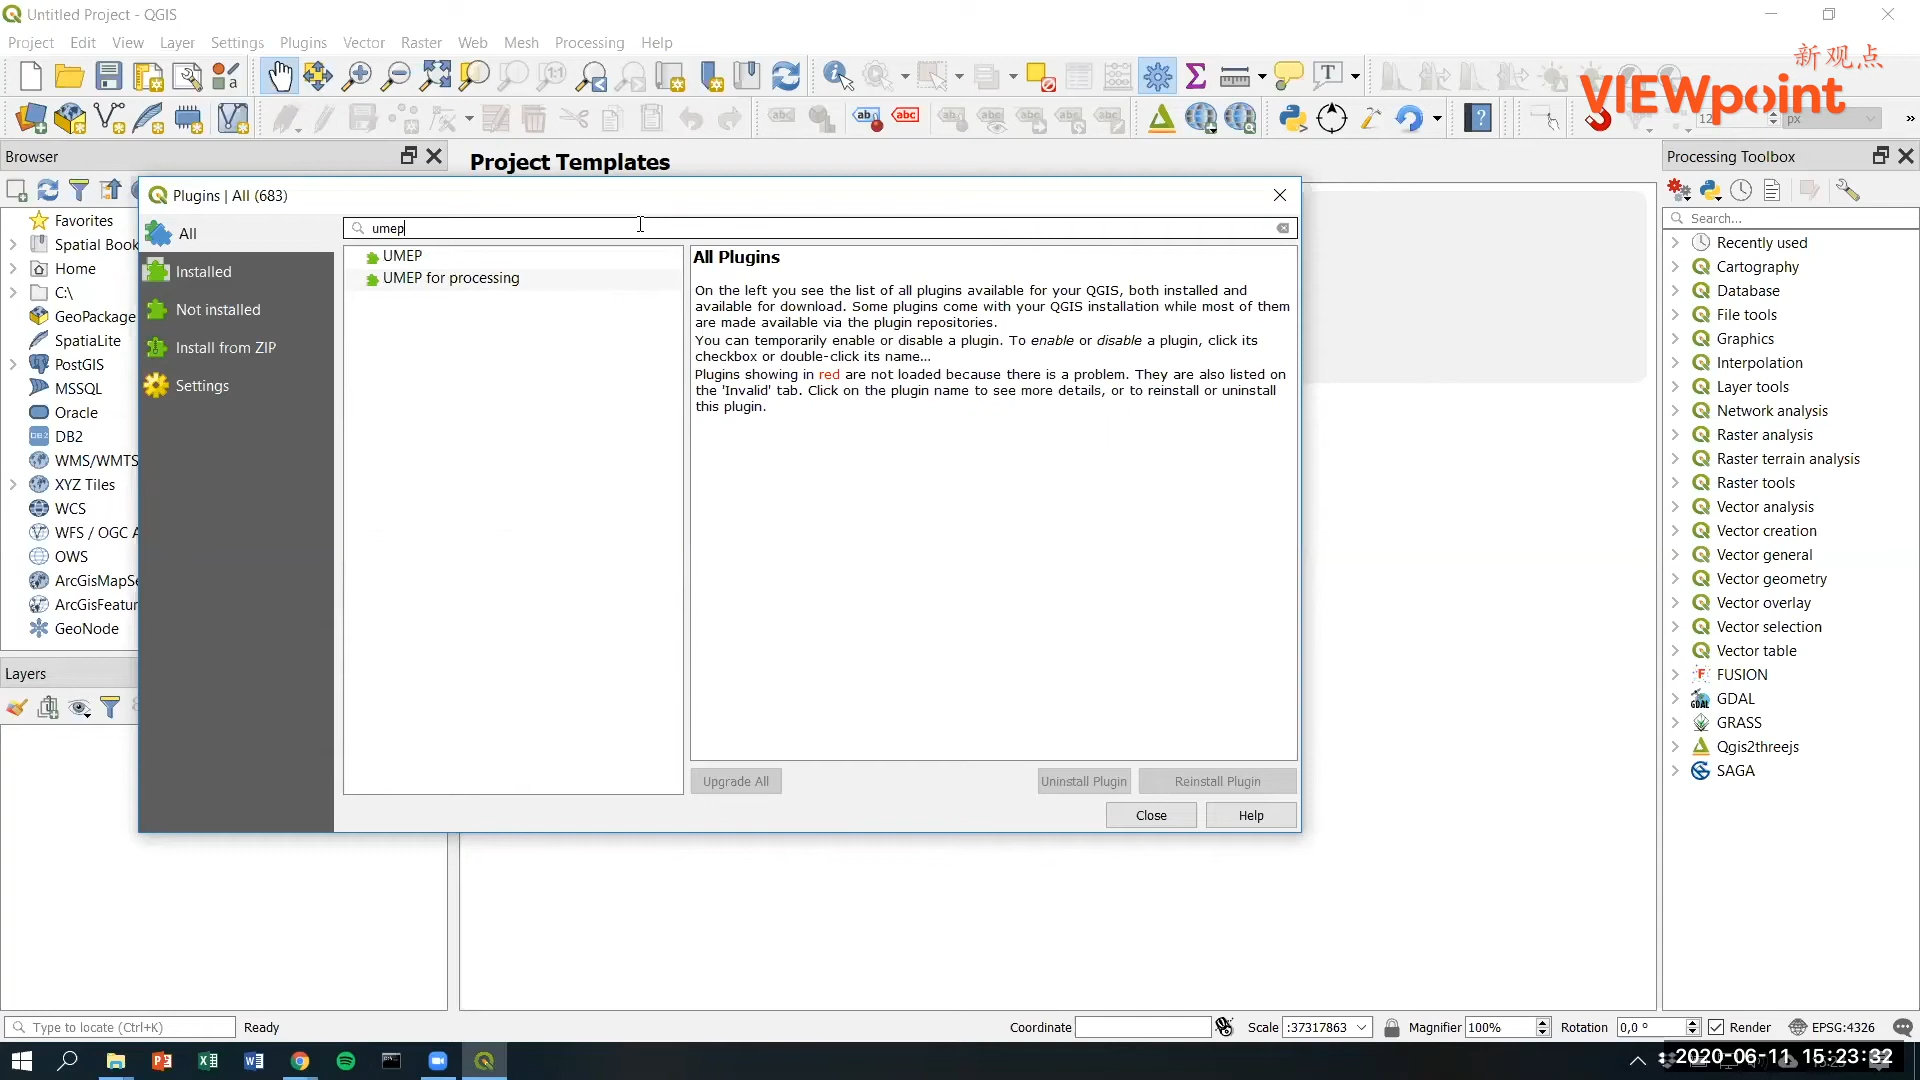 Untitled Project - QGIS
Project Edit View Layer Settings Plugins Vector Raster Web Mesh Processing Help
新观点
VIEWpoint
px
Browser
Project Templates
Processing Toolbox
Plugins | All (683)
All
umep
Installed
Not installed
Install from ZIP
Settings
UMEP
UMEP for processing
All Plugins
On the left you see the list of all plugins available for your QGIS, both installed and
available for download. Some plugins come with your QGIS installation while most of them
are made available via the plugin repositories.
You can temporarily enable or disable a plugin. To enable or disable a plugin, click its
checkbox or double-click its name...
Plugins showing in red are not loaded because there is a problem. They are also listed on
the 'Invalid' tab. Click on the plugin name to see more details, or to reinstall or uninstall
this plugin.
Upgrade All
Uninstall Plugin
Reinstall Plugin
Close
Help
Favorites
Spatial Book
Home
C:\
GeoPackage
SpatiaLite
PostGIS
MSSQL
Oracle
DB2
WMS/WMTS
XYZ Tiles
WCS
WFS / OGC A
OWS
ArcGisMapSe
ArcGisFeatur
GeoNode
Layers
Search...
Recently used
Cartography
Database
File tools
Graphics
Interpolation
Layer tools
Network analysis
Raster analysis
Raster terrain analysis
Raster tools
Vector analysis
Vector creation
Vector general
Vector geometry
Vector overlay
Vector selection
Vector table
FUSION
GDAL
GRASS
Qgis2threejs
SAGA
Type to locate (Ctrl+K)
Ready
Coordinate
Scale :37317863
Magnifier 100%
Rotation 0,0 °
Render
EPSG:4326
2020-06-11 15:23:32